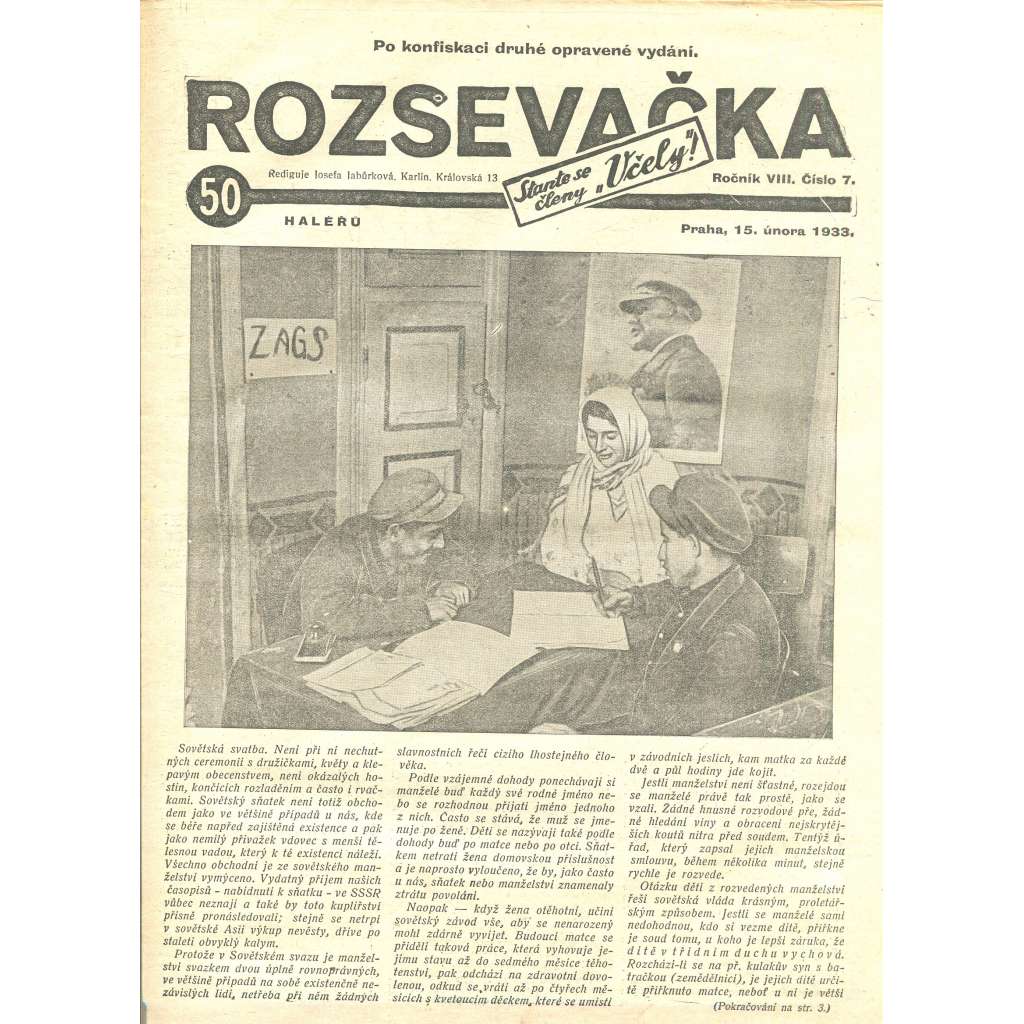 Po konfiskaci druhé opravené vydání.
ROZSEVAČKA
Rediguje Josefa Jabůrková, Karlín, Královská 13
Staňte se
členy „Včely"!
Ročník VIII. Číslo 7.
50
HALÉŘŮ
Praha, 15. února 1933.
ZAGS
Sovětská svatba. Není při ní nechut-
ných ceremonií s družičkami, květy a kle-
pavým obecenstvem, není okázalých ho-
stin, končících rozladěním a často i rvač-
kami. Sovětský sňatek není totiž obcho-
dem jako ve většině případů u nás, kde
se béře napřed zajištěná existence a pak
jako nemilý přívažek vdovec s menší tě-
lesnou vadou, který k té existenci náleží.
Všechno obchodní je ze sovětského man-
želství vymýceno. Vydatný příjem našich
časopisů - nabídnutí k sňatku - ve SSSR
vůbec neznají a také by toto kuplířství
přísně pronásledovali; stejně se netrpí
v sovětské Asii výkup nevěsty, dříve po
staletí obvyklý kalym.
Protože v Sovětském svazu je manžel-
ství svazkem dvou úplně rovnoprávných,
ve většině případů na sobě existenčně ne-
závislých lidí, netřeba při něm žádných
slavnostních řečí cizího lhostejného člo-
věka.
Podle vzájemné dohody ponechávají si
manželé buď každý své rodné jméno ne-
bo se rozhodnou přijati jméno jednoho
z nich. Často se stává, že muž se jme-
nuje po ženě. Děti se nazývají také podle
dohody buď po matce nebo po otci. Sňat-
kem netratí žena domovskou příslušnost
a je naprosto vyloučeno, že by, jako často
u nás, sňatek nebo manželství znamenaly
ztrátu povolání.
Naopak — když žena otěhotní, učiní
sovětský závod vše, aby se nenarozený
mohl zdárně vyvíjet. Budoucí matce se
přidělí taková práce, která vyhovuje je-
jímu stavu až do sedmého měsíce těho-
tenství, pak odchází na zdravotní dovo-
lenou, odkud se vrátí až po čtyřech mě-
sících s kvetoucím děckem, které se umístí
v závodních jeslích, kam matka za každé
dvě a půl hodiny jde kojit.
Jestli manželství není šťastné, rozejdou
se manželé právě tak prostě, jako se
vzali. Žádné hnusné rozvodové pře, žád-
né hledání viny a obracení nejskrytěj-
ších koutů nitra před soudem. Tentýž ú-
řad, který zapsal jejich manželskou
smlouvu, během několika minut, stejně
rychle je rozvede.
Otázku dětí z rozvedených manželství
řeší sovětská vláda krásným, proletář-
ským způsobem. Jestli se manželé sami
nedohodnou, kdo si vezme dítě, přiřkne
je soud tomu, u koho je lepší záruka, že
dítě v třídním duchu vychová.
Rozchází-li se na př. kulakův syn s ba-
tračkou (zemědělnicí), je jejich dítě urči-
tě přiřknuto matce, neboť u ní je větší
(Pokračování na str. 3.)